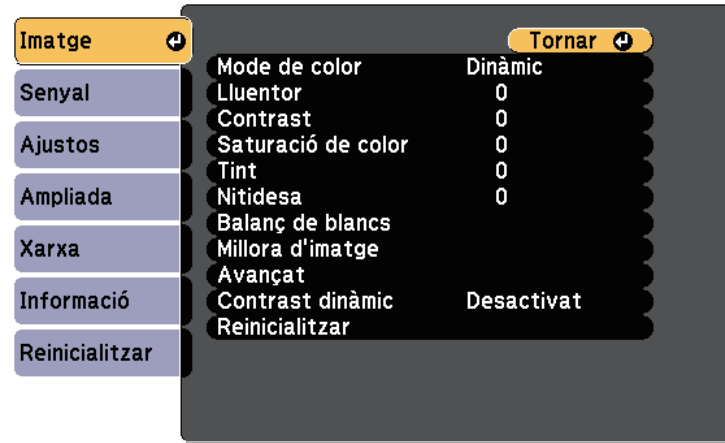 Imatge
Senyal
Ajustos
Ampliada
Xarxa
Informació
Reinicialitzar
Tornar
Mode de color Dinàmic
Lluentor 0
Contrast 0
Saturació de color 0
Tint 0
Nitidesa 0
Balanç de blancs
Millora d'imatge
Avançat
Contrast dinàmic Desactivat
Reinicialitzar